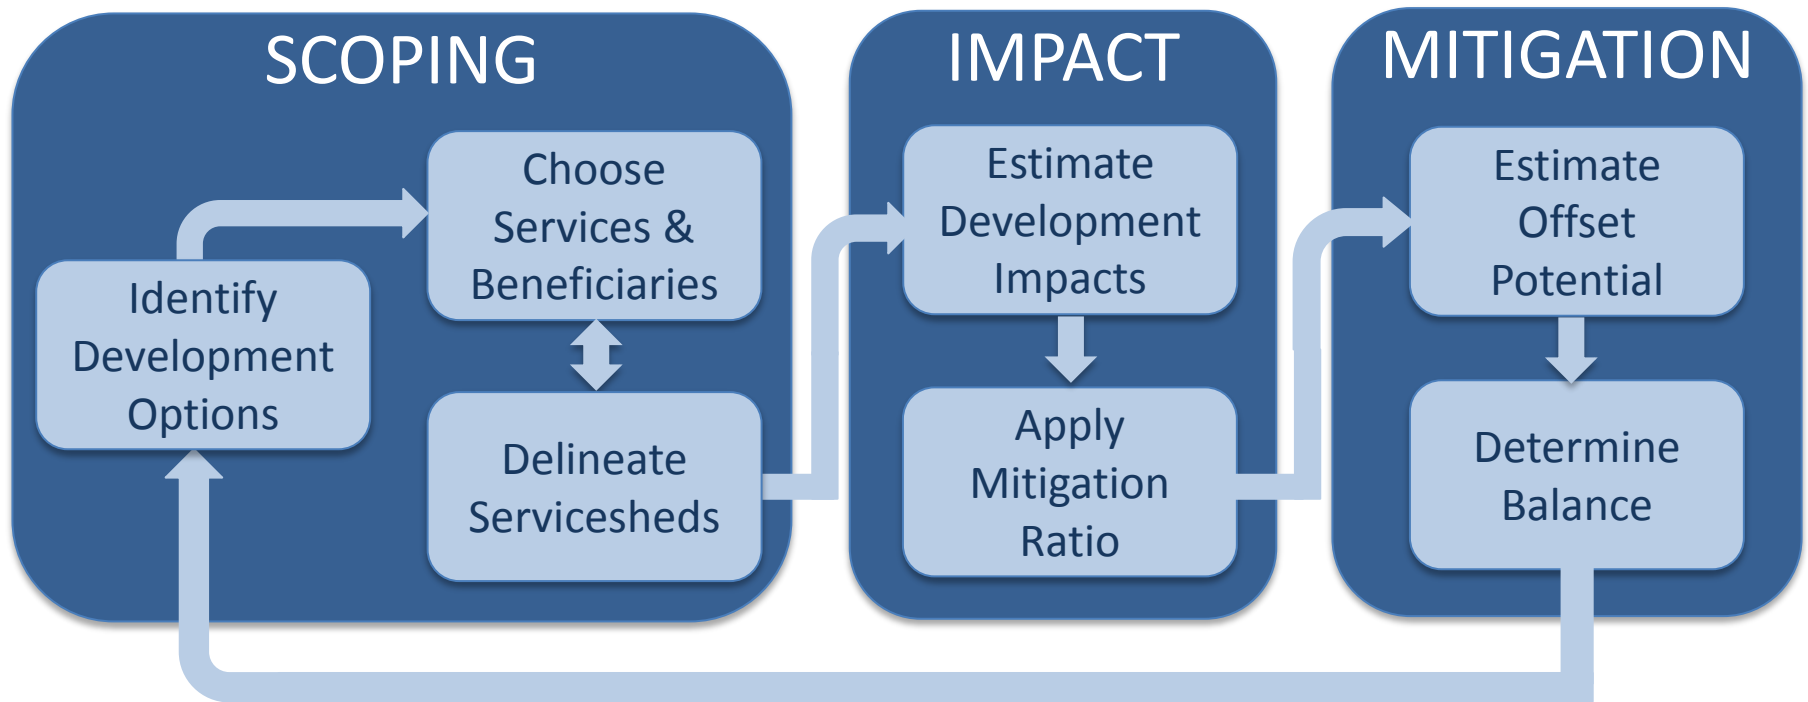 SCOPING
Identify
Development
Options
Choose
Services &
Beneficiaries
Delineate
Servicesheds
IMPACT
Estimate
Development
Impacts
Apply
Mitigation
Ratio
MITIGATION
Estimate
Offset
Potential
Determine
Balance